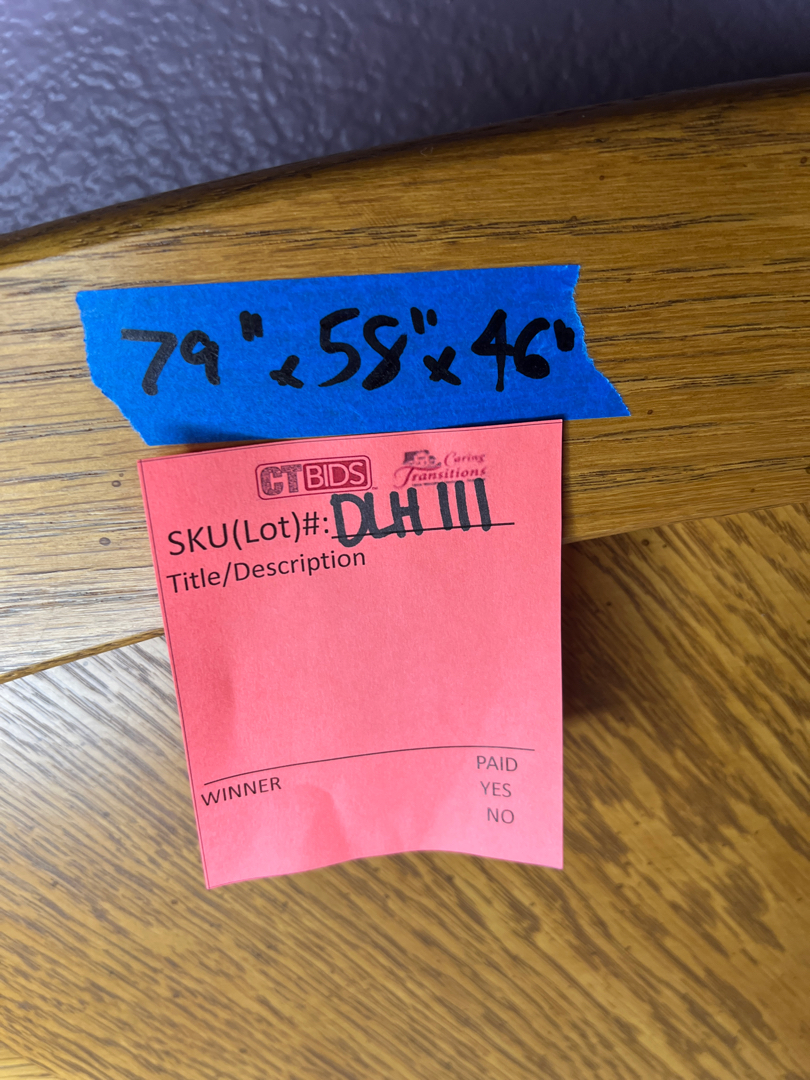 79" x 58" x 46"
CTBIDS
Caring
Transitions
SKU(Lot)#: DLH 111
Title/Description
WINNER
PAID
YES
NO